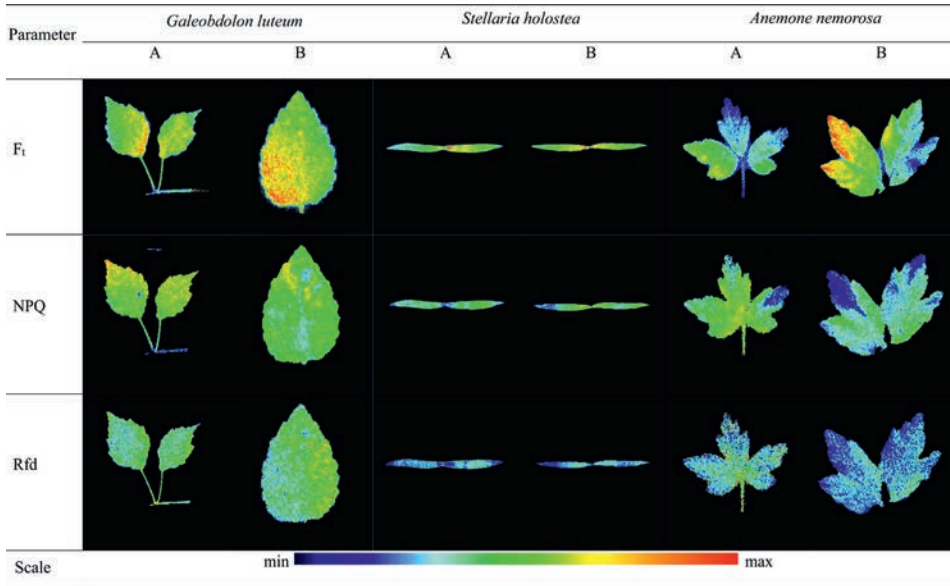 Parameter
Galeobdolon luteum
Stellaria holostea
Anemone nemorosa
A
B
A
B
A
B
Ft
NPQ
Rfd
Scale
min
max